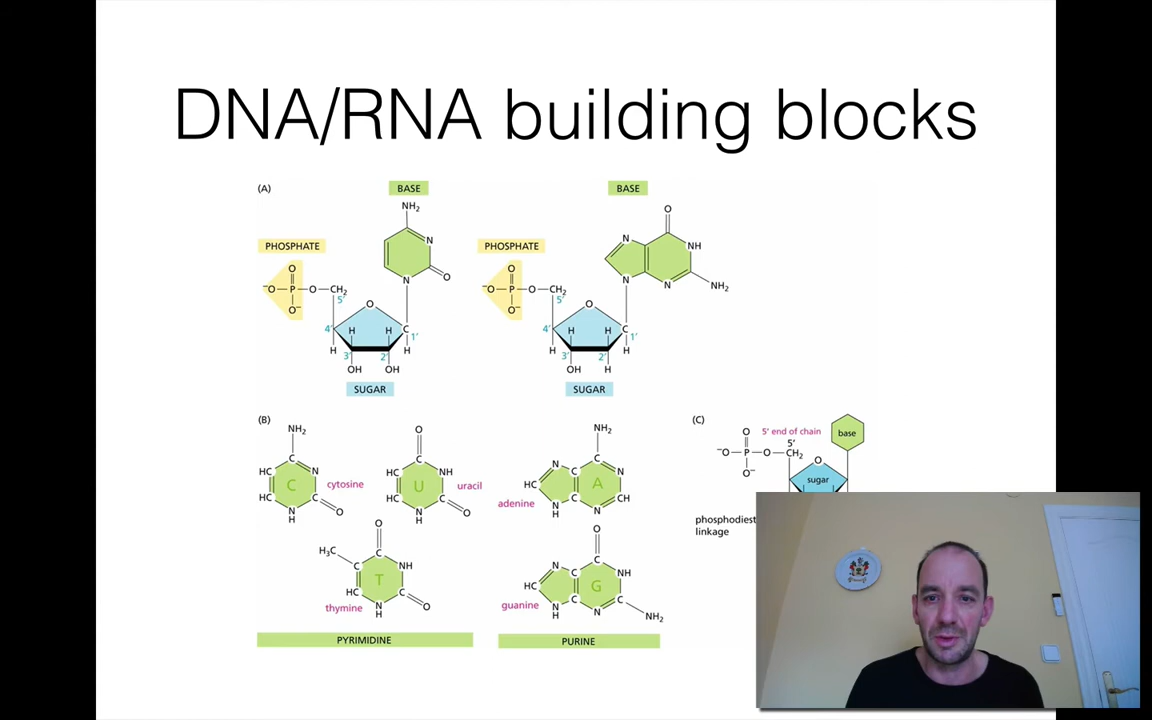 DNA/RNA building blocks
(A)
BASE
BASE
NH2
O
PHOSPHATE
N
PHOSPHATE
N
NH
O
O
O
N
N
N
NH2
-O P O CH2
-O P O CH2
5'
5'
O-
O
O-
O
4'
H H C 1'
4'
H H C 1'
H 3' 2' H
H 3' 2' H
OH OH
OH H
SUGAR
SUGAR
(B)
(C)
NH2
O
NH2
O 5' end of chain base
5'
C
C
C
-O P O CH2
HC N
HC NH
N C N
O- O
C
U
HC A
cytosine
uracil
sugar
HC C
HC C
adenine N C CH
N O
N O
N
H
H
H
phosphodiest
linkage
O
O
H3C C
C
C NH
N C NH
T
HC G
HC C
guanine N C C
thymine N O
N
H
H
NH2
PYRIMIDINE
PURINE